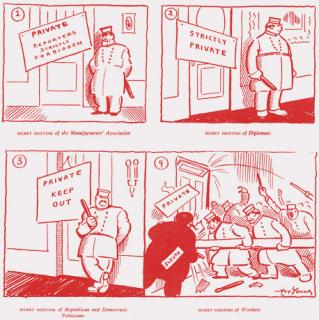 1
PRIVATE
REPORTERS
STRICTLY
FORBIDDEN
SECRET MEETING of the Manufacturers' Association
2
STRICTLY
PRIVATE
SECRET MEETING of Diplomats
3
PRIVATE
KEEP
OUT
SECRET MEETING of Republican and Democratic
Politicians
4
PRIVATE
ART YOUNG
SECRET MEETING of Workers